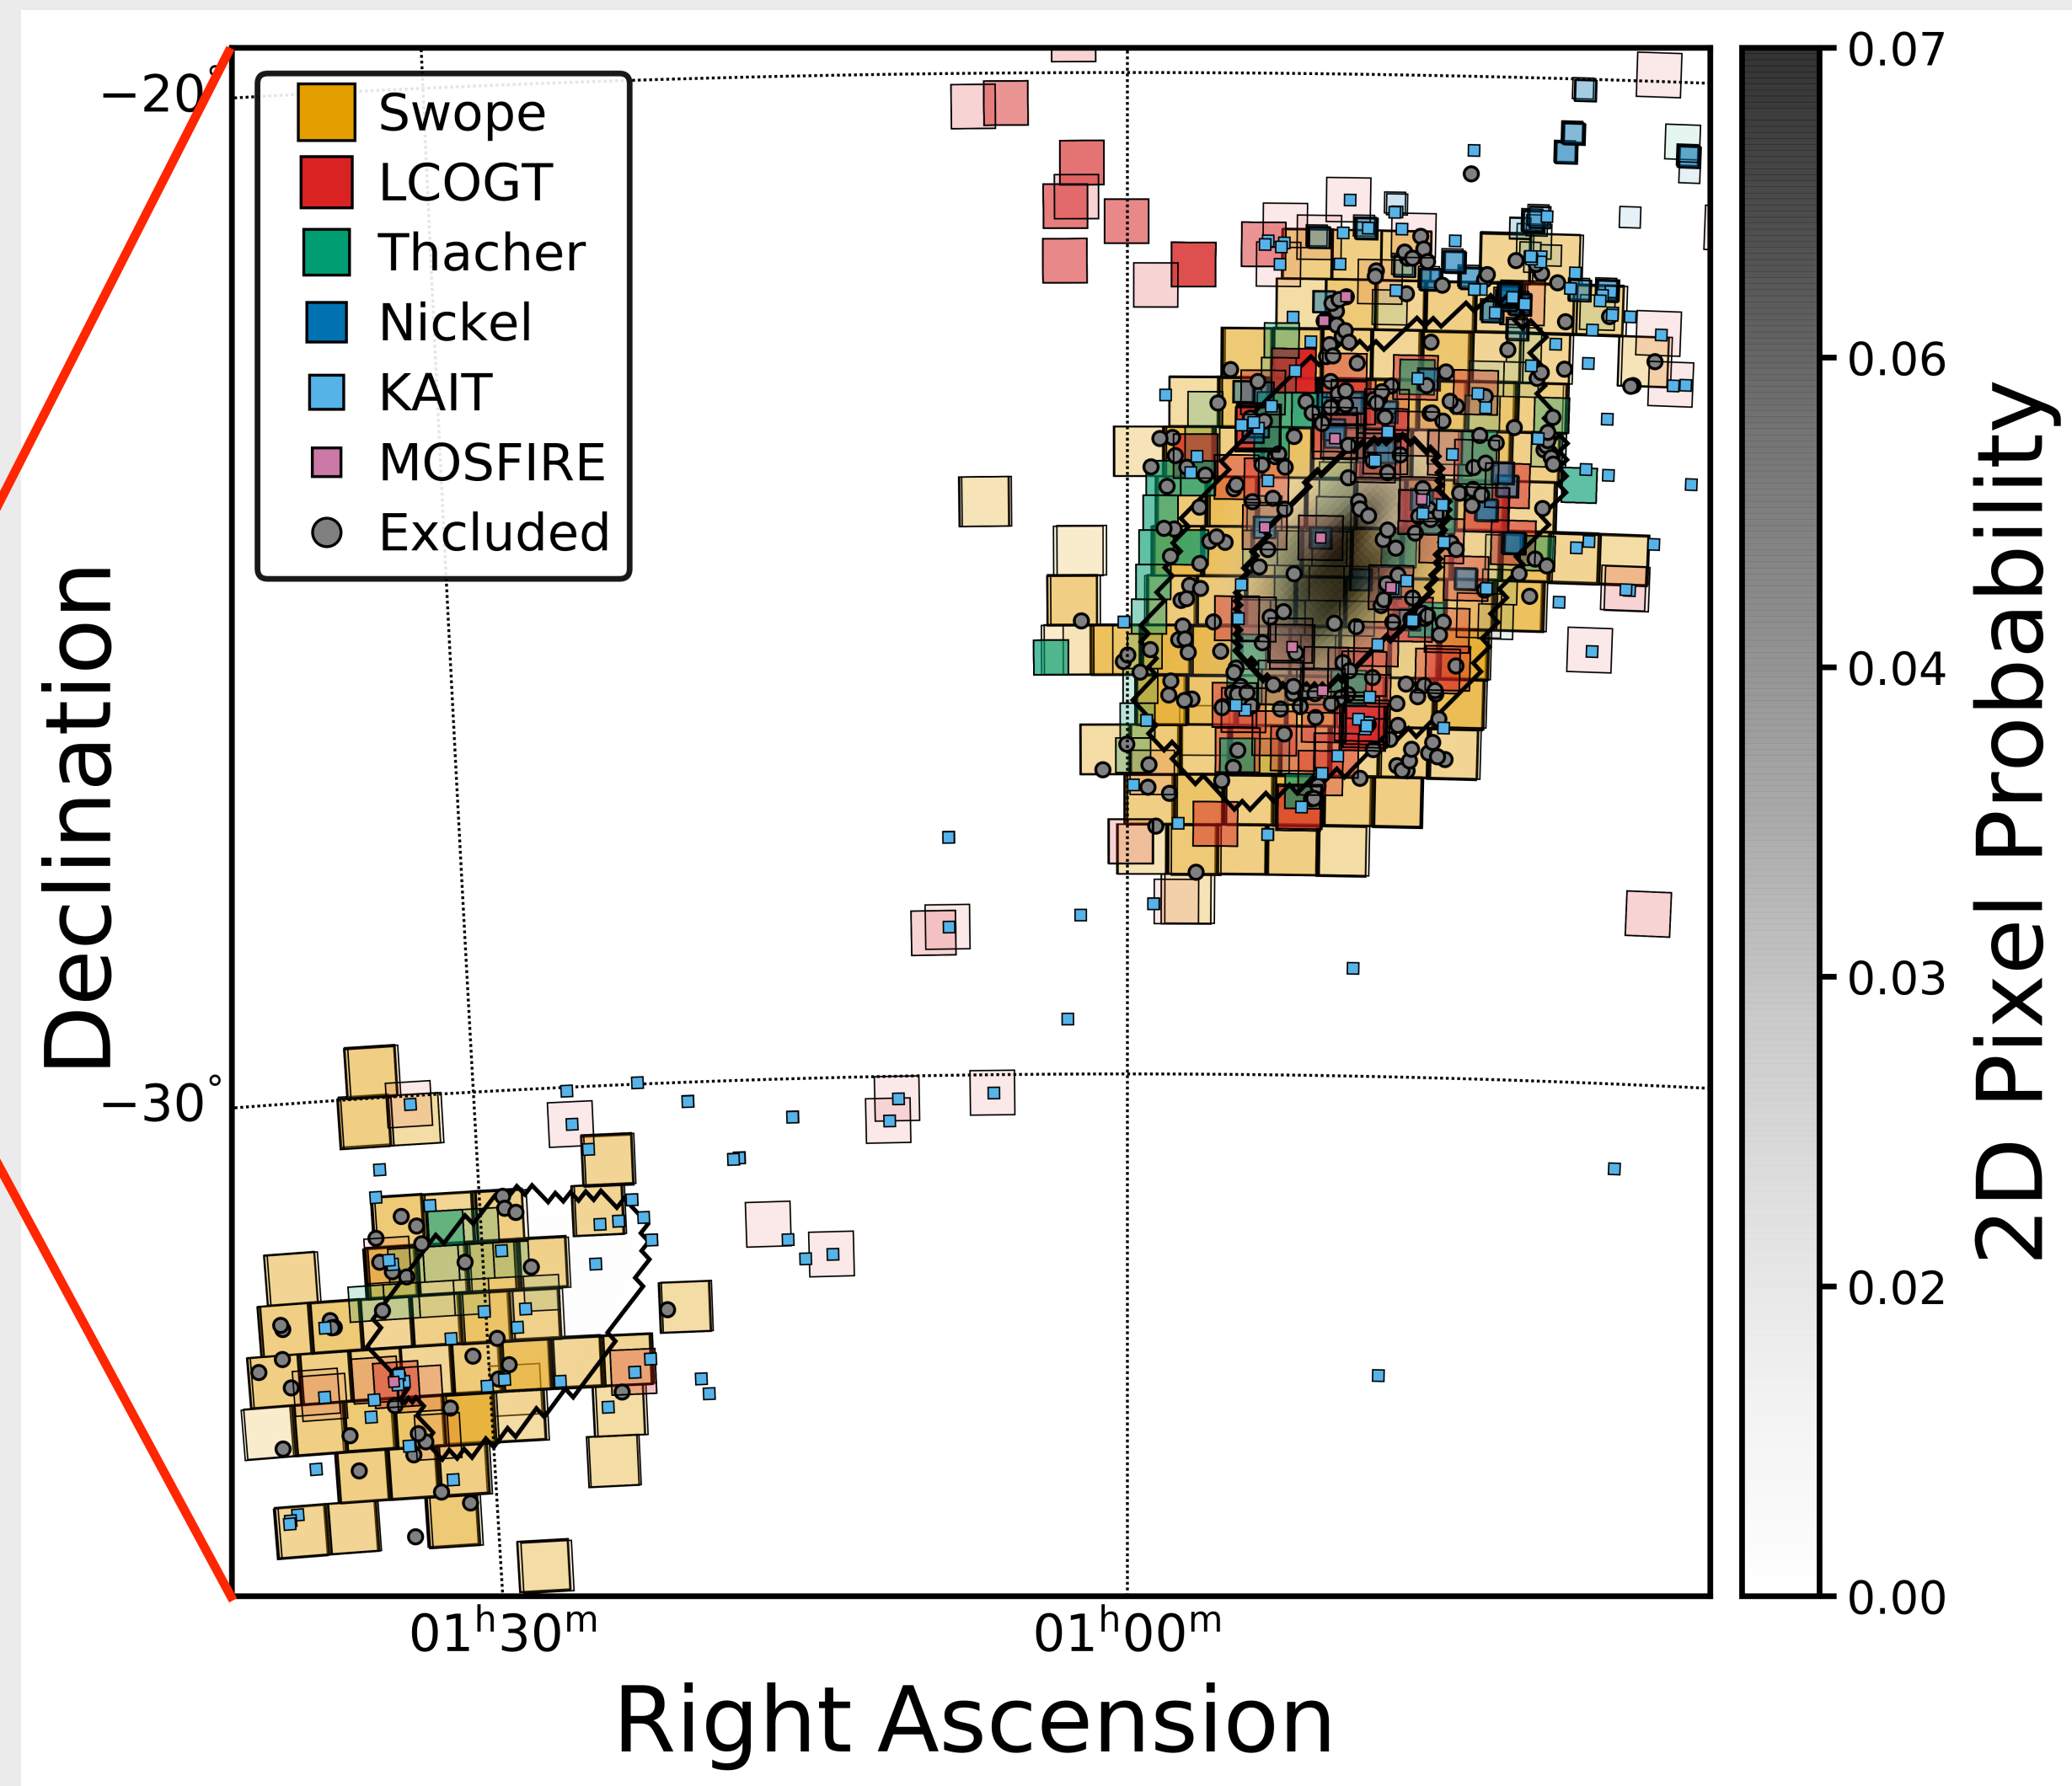 −20°
Swope
LCOGT
Thacher
Nickel
KAIT
MOSFIRE
Excluded
Declination
−30°
01ʰ30ᵐ
01ʰ00ᵐ
Right Ascension
0.07
0.06
0.04
0.03
0.02
0.00
2D Pixel Probability